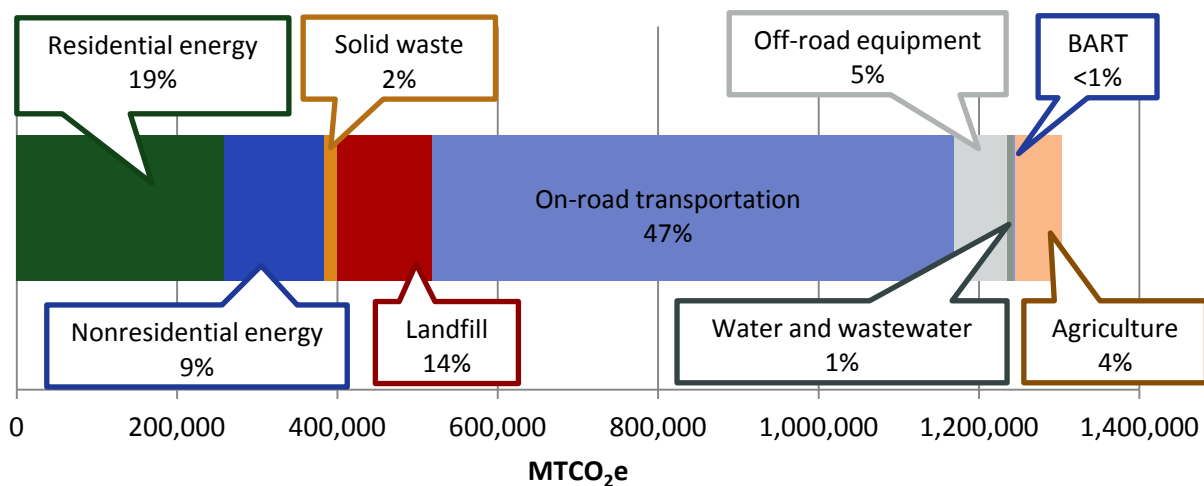 Residential energy
19%
Solid waste
2%
Off-road equipment
5%
BART
<1%
On-road transportation
47%
Nonresidential energy
9%
Landfill
14%
Water and wastewater
1%
Agriculture
4%
0
200,000
400,000
600,000
800,000
1,000,000
1,200,000
1,400,000
MTCO₂e